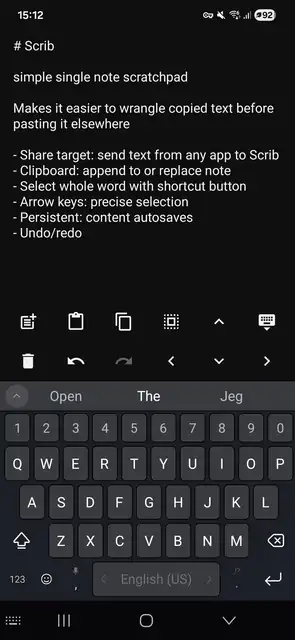 15:12
92
# Scrib
simple single note scratchpad
Makes it easier to wrangle copied text before
pasting it elsewhere
- Share target: send text from any app to Scrib
- Clipboard: append to or replace note
- Select whole word with shortcut button
- Arrow keys: precise selection
- Persistent: content autosaves
- Undo/redo
Open The Jeg
1 2 3 4 5 6 7 8 9 0
Q W E R T Y U I O P
A S D F G H J K L
Z X C V B N M
123 , English (US) .